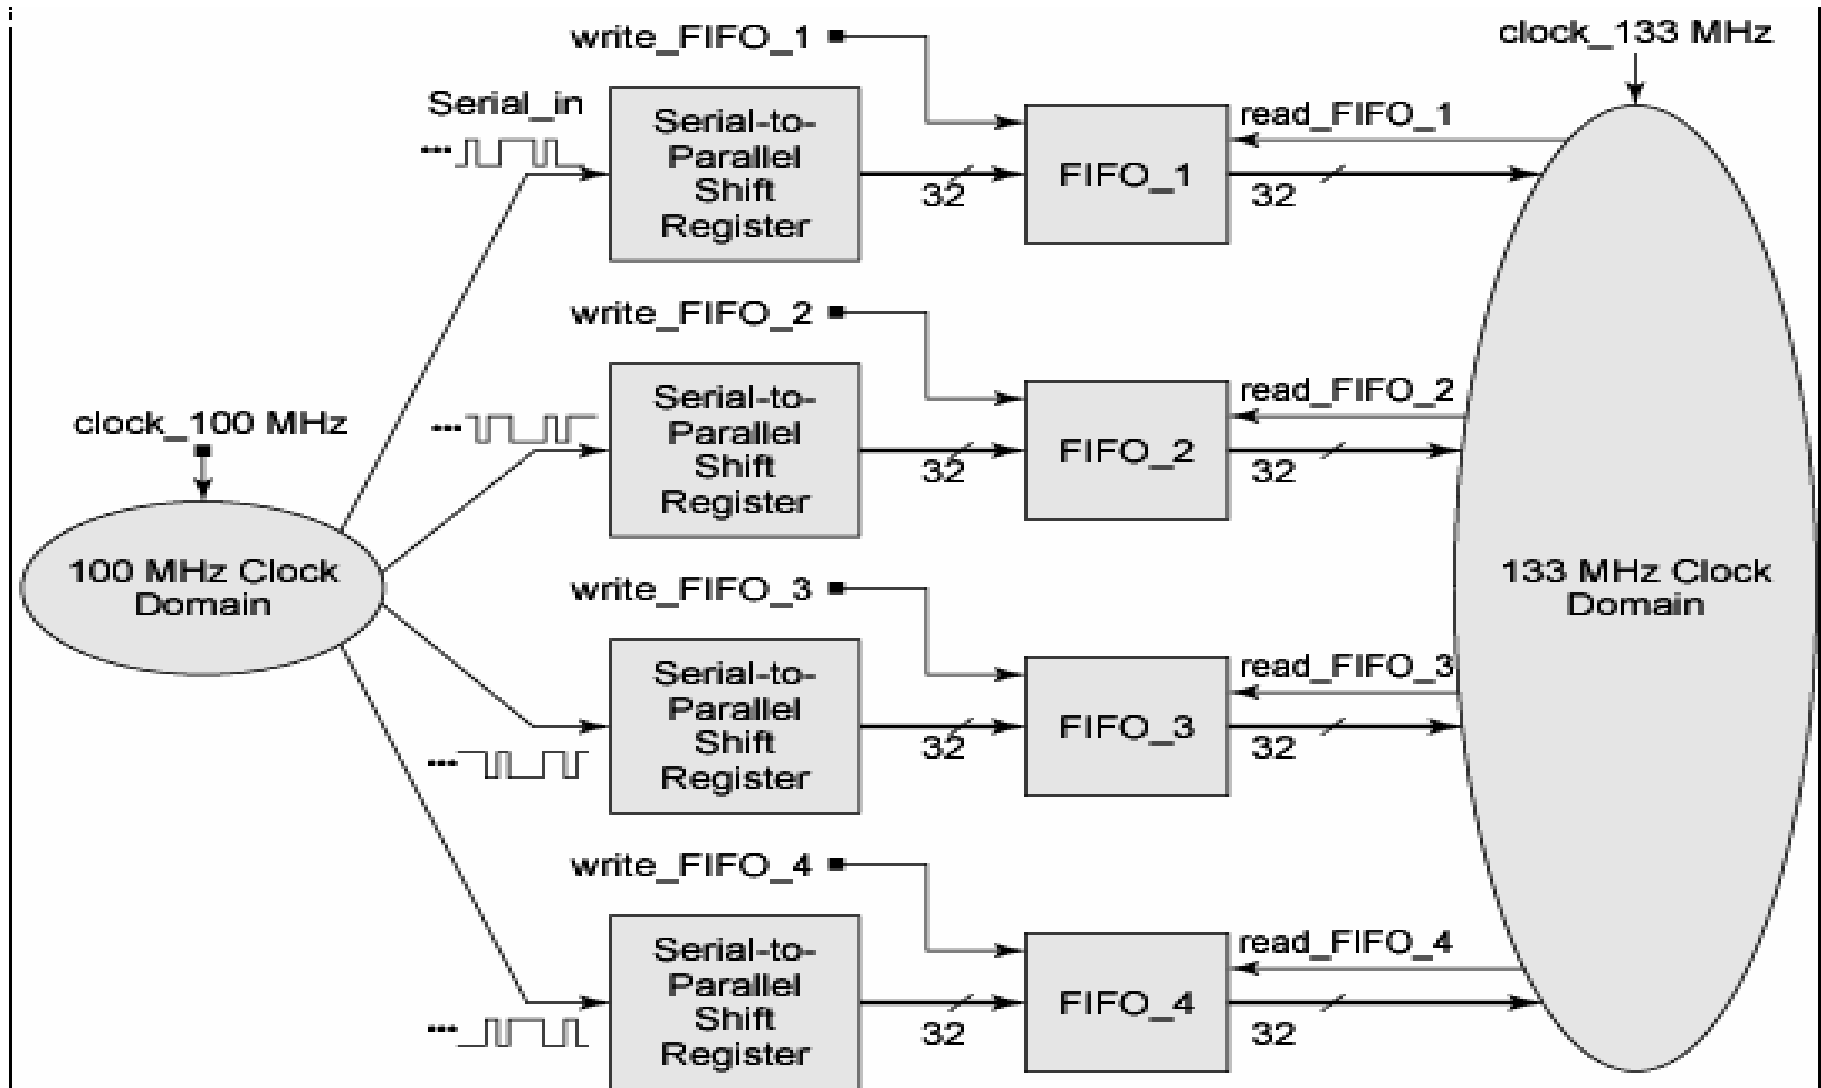 write_FIFO_1
clock_133 MHz
Serial_in
Serial-to-
Parallel
Shift
Register
32
FIFO_1
read_FIFO_1
32
write_FIFO_2
Serial-to-
Parallel
Shift
Register
32
FIFO_2
read_FIFO_2
32
clock_100 MHz
100 MHz Clock
Domain
133 MHz Clock
Domain
write_FIFO_3
Serial-to-
Parallel
Shift
Register
32
FIFO_3
read_FIFO_3
32
write_FIFO_4
Serial-to-
Parallel
Shift
Register
32
FIFO_4
read_FIFO_4
32